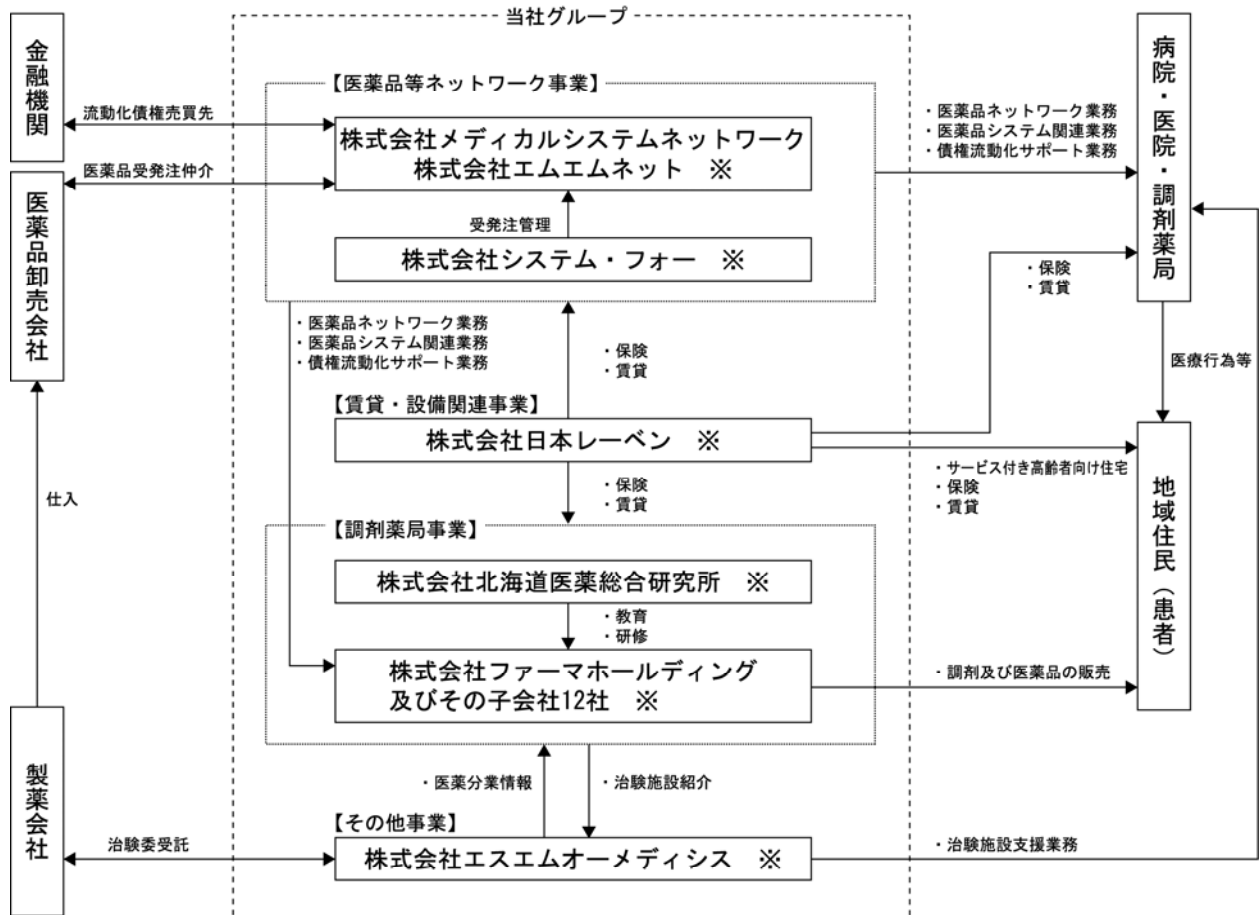 当社グループ
金融機関
医薬品卸売会社
製薬会社
流動化債権売買先
医薬品受発注仲介
仕入
治験委受託
【医薬品等ネットワーク事業】
株式会社メディカルシステムネットワーク
株式会社エムエムネット ※
受発注管理
株式会社システム・フォー ※
・医薬品ネットワーク業務
・医薬品システム関連業務
・債権流動化サポート業務
・保険
・賃貸
【賃貸・設備関連事業】
株式会社日本レーベン ※
・保険
・賃貸
【調剤薬局事業】
株式会社北海道医薬総合研究所 ※
・教育
・研修
株式会社ファーマホールディング
及びその子会社12社 ※
・医薬分業情報
・治験施設紹介
【その他事業】
株式会社エスエムオーメディシス ※
・医薬品ネットワーク業務
・医薬品システム関連業務
・債権流動化サポート業務
・保険
・賃貸
・サービス付き高齢者向け住宅
・保険
・賃貸
・調剤及び医薬品の販売
・治験施設支援業務
病院・医院・調剤薬局
医療行為等
地域住民（患者）